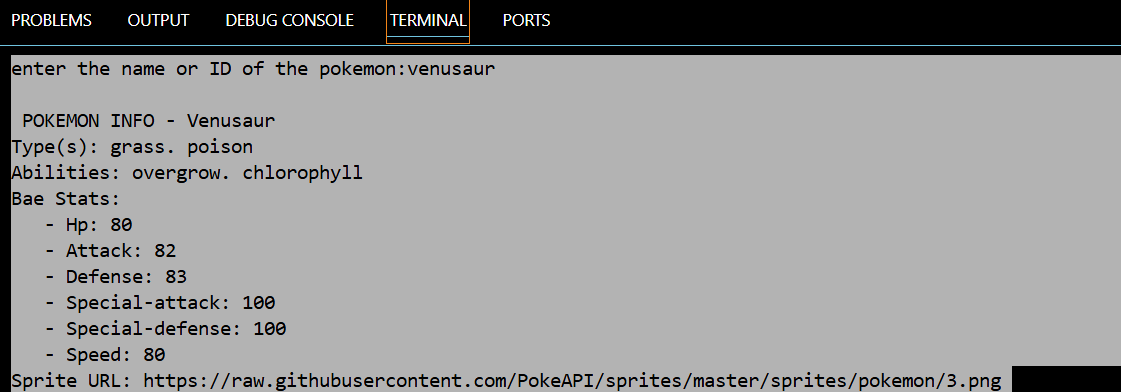 PROBLEMS OUTPUT DEBUG CONSOLE TERMINAL PORTS
enter the name or ID of the pokemon:venusaur
POKEMON INFO - Venusaur
Type(s): grass. poison
Abilities: overgrow. chlorophyll
Bae Stats:
- Hp: 80
- Attack: 82
- Defense: 83
- Special-attack: 100
- Special-defense: 100
- Speed: 80
Sprite URL: https://raw.githubusercontent.com/PokeAPI/sprites/master/sprites/pokemon/3.png